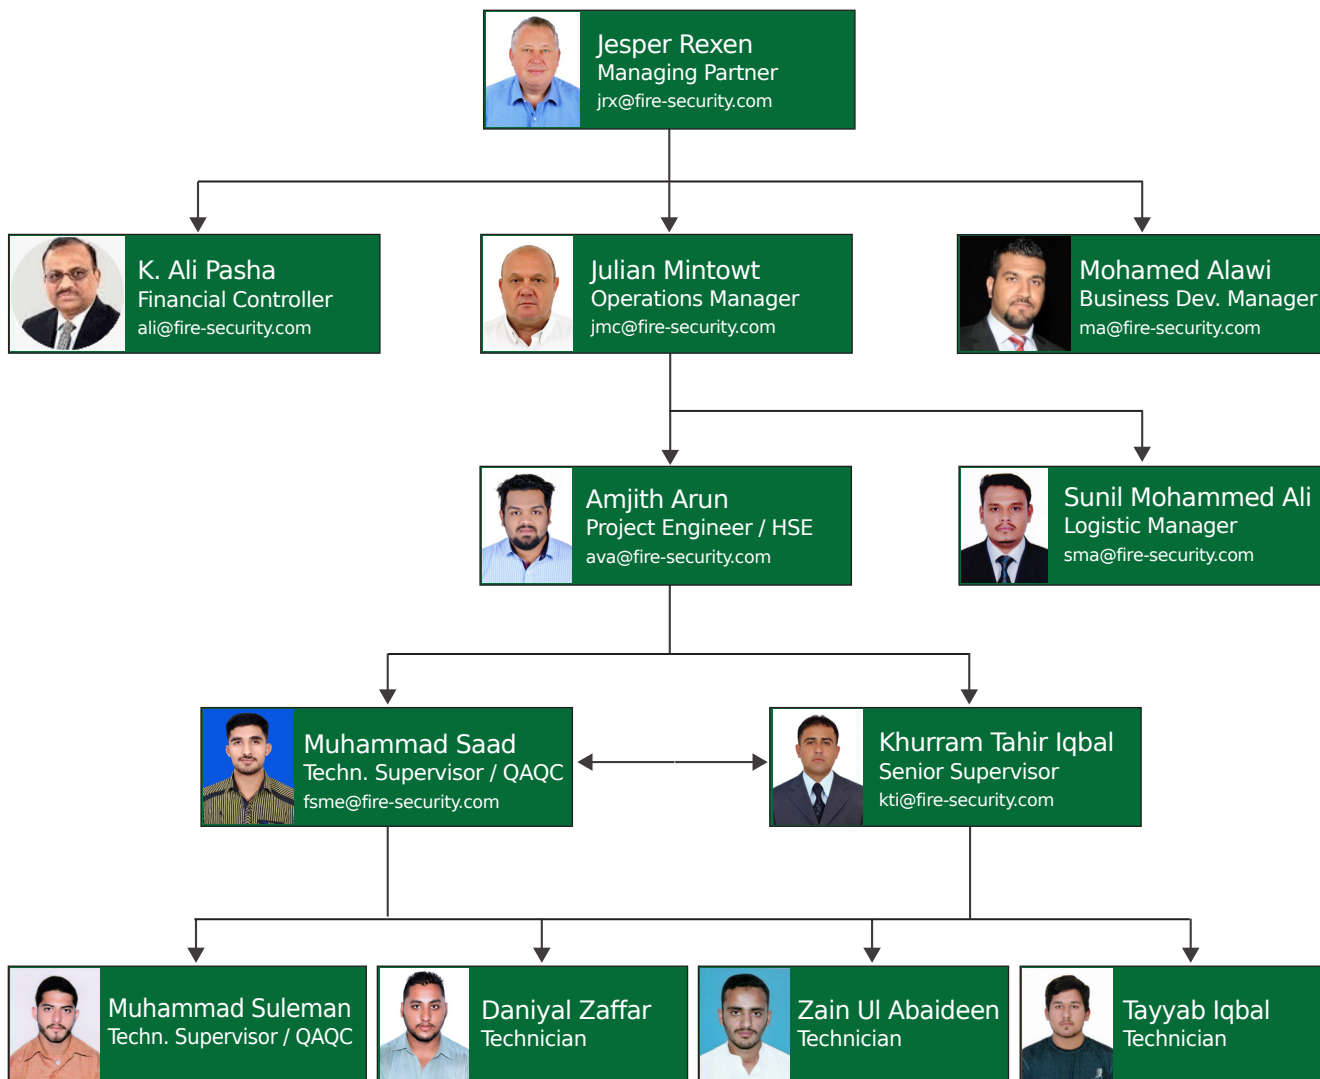 Jesper Rexen
Managing Partner
jrx@fire-security.com
K. Ali Pasha
Financial Controller
ali@fire-security.com
Julian Mintowt
Operations Manager
jmc@fire-security.com
Mohamed Alawi
Business Dev. Manager
ma@fire-security.com
Amjith Arun
Project Engineer / HSE
ava@fire-security.com
Sunil Mohammed Ali
Logistic Manager
sma@fire-security.com
Muhammad Saad
Techn. Supervisor / QAQC
fsme@fire-security.com
Khurram Tahir Iqbal
Senior Supervisor
kti@fire-security.com
Muhammad Suleman
Techn. Supervisor / QAQC
Daniyal Zaffar
Technician
Zain Ul Abaideen
Technician
Tayyab Iqbal
Technician